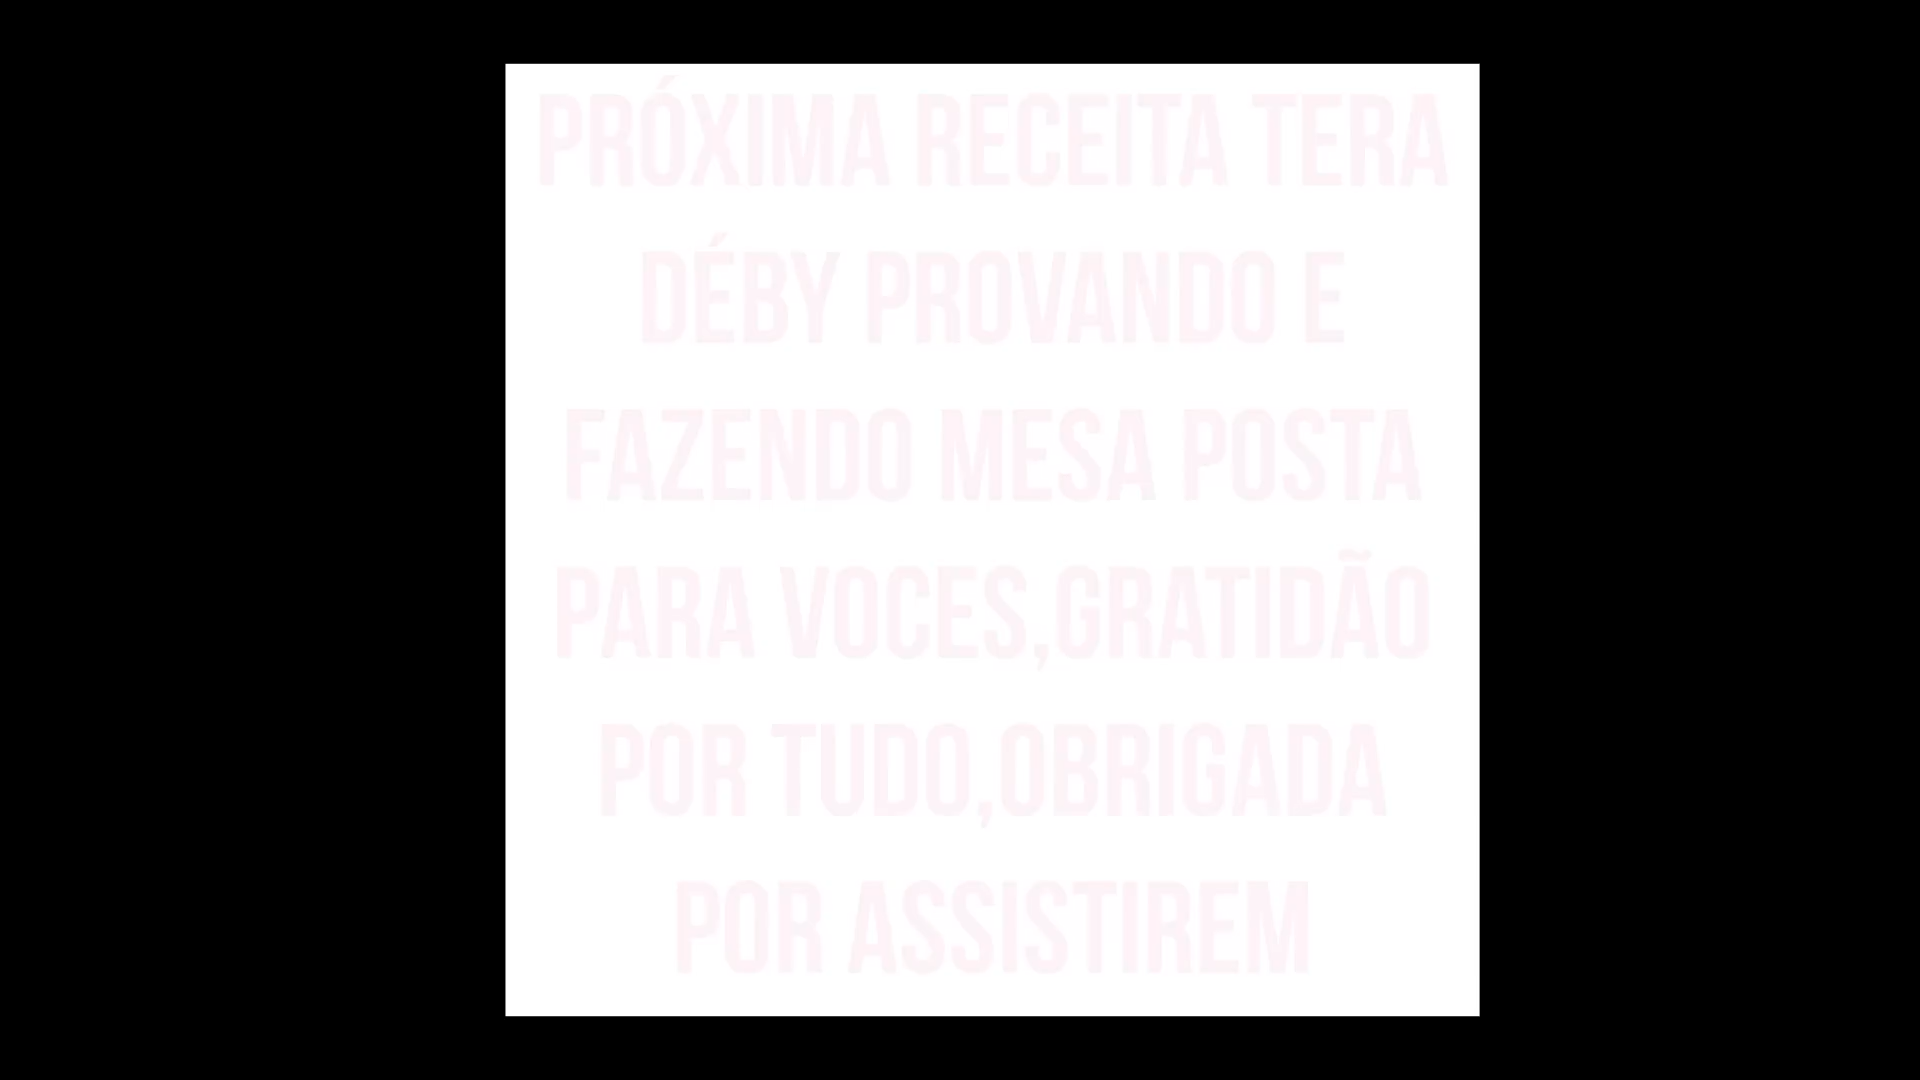 PRÓXIMA RECEITA TERA
DÉBY PROVANDO E
FAZENDO MESA POSTA
PARA VOCES,GRATIDÃO
POR TUDO,OBRIGADA
POR ASSISTIREM